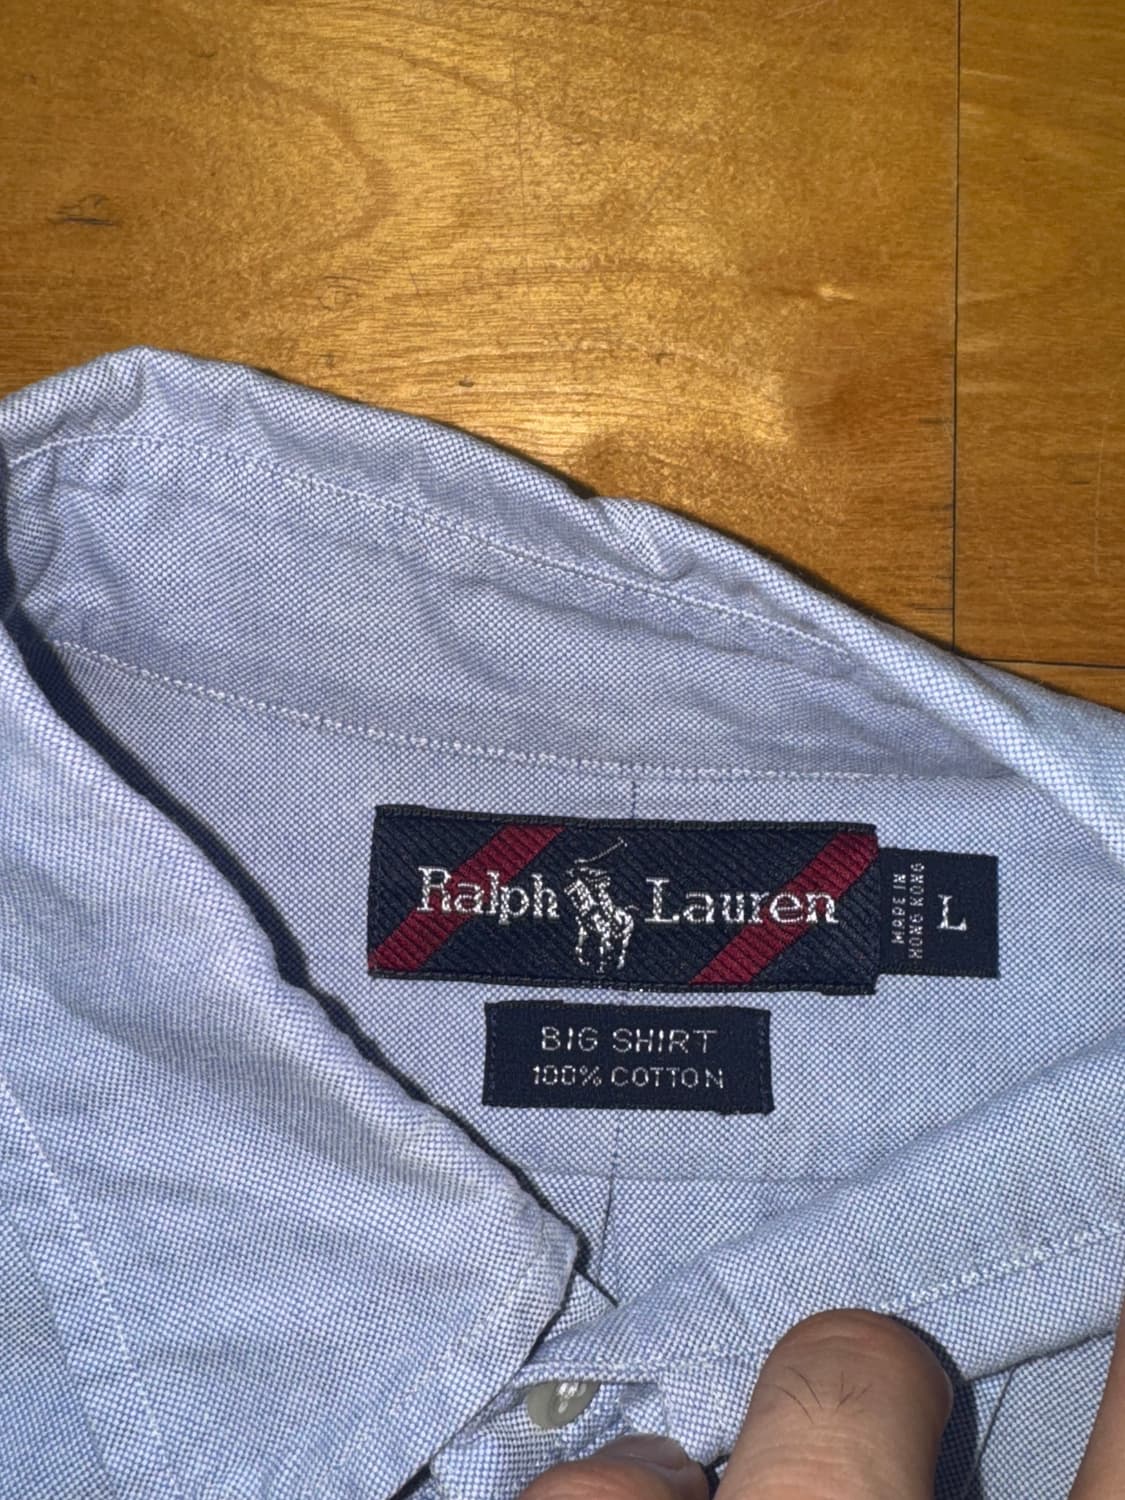 Ralph Lauren
MADE IN
HONG KONG
L
BIG SHIRT
100% COTTON